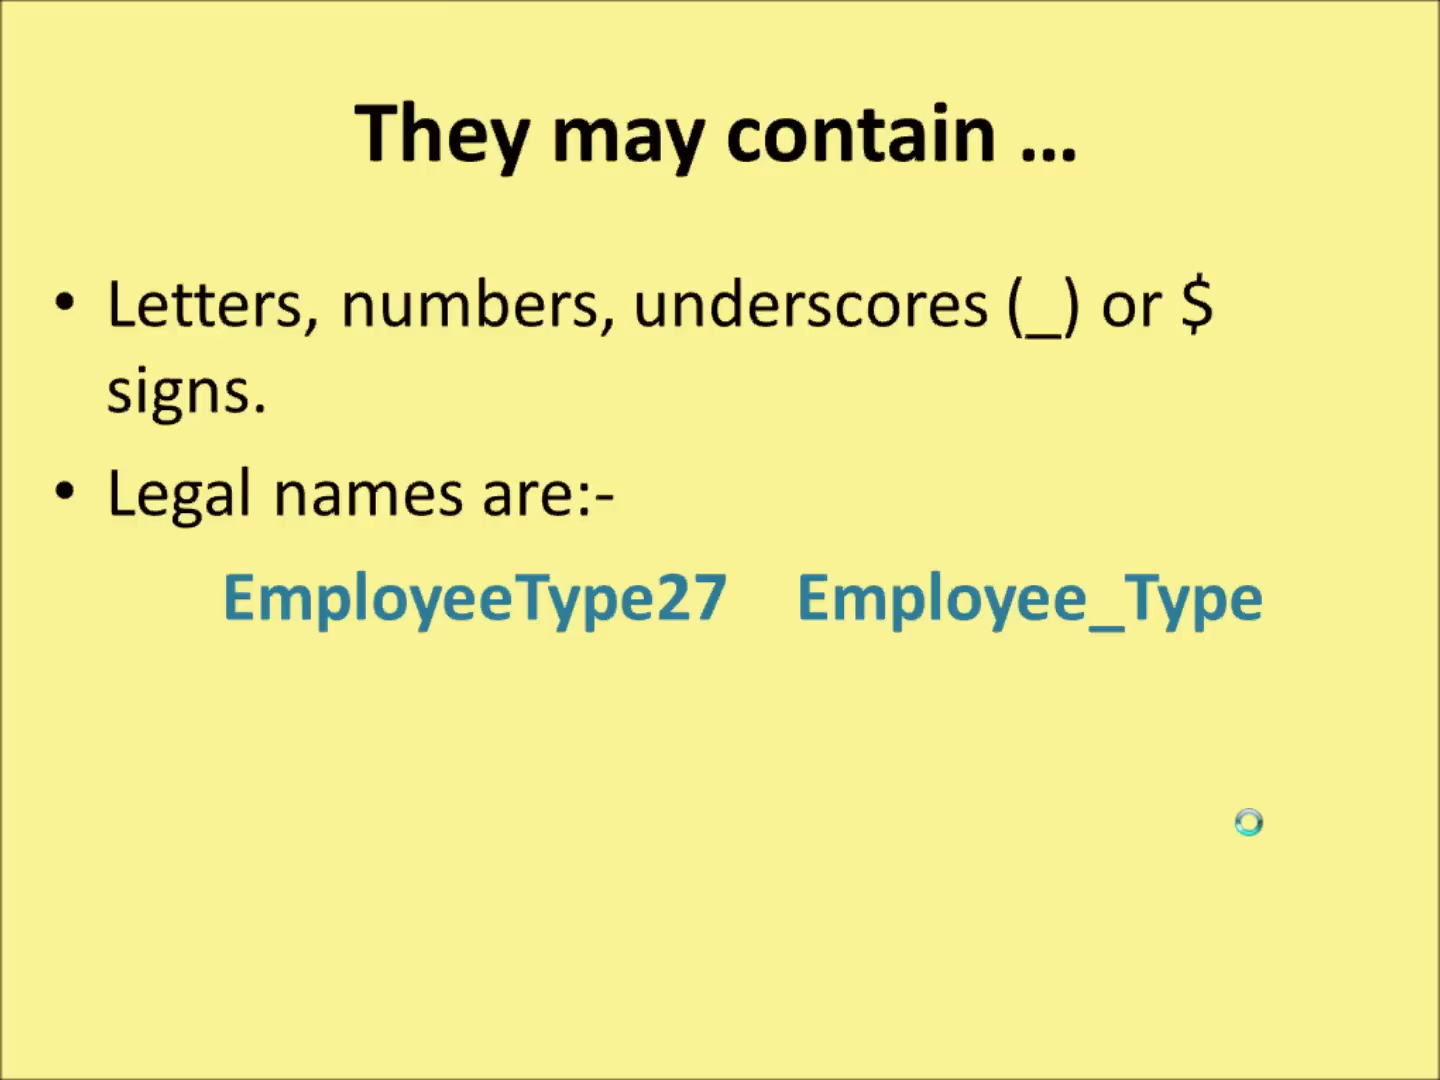 They may contain ...
• Letters, numbers, underscores (_) or $
signs.
• Legal names are:-
EmployeeType27 Employee_Type